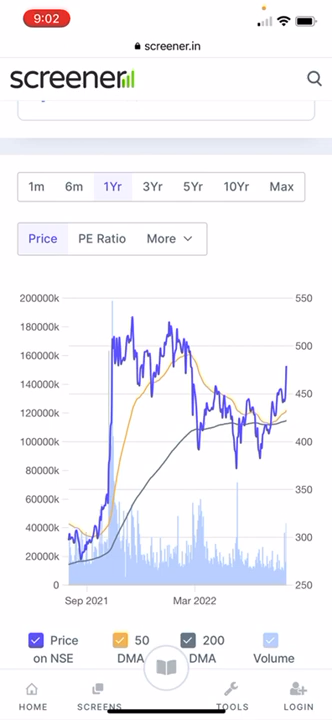 9:02
screener.in
screener
1m 6m 1Yr 3Yr 5Yr 10Yr Max
Price PE Ratio More
200000k 550
180000k
160000k 500
140000k 450
120000k
100000k 400
80000k
60000k 350
40000k 300
20000k
0 250
Sep 2021 Mar 2022
Price on NSE
50 DMA
200 DMA
Volume
HOME SCREENS TOOLS LOGIN